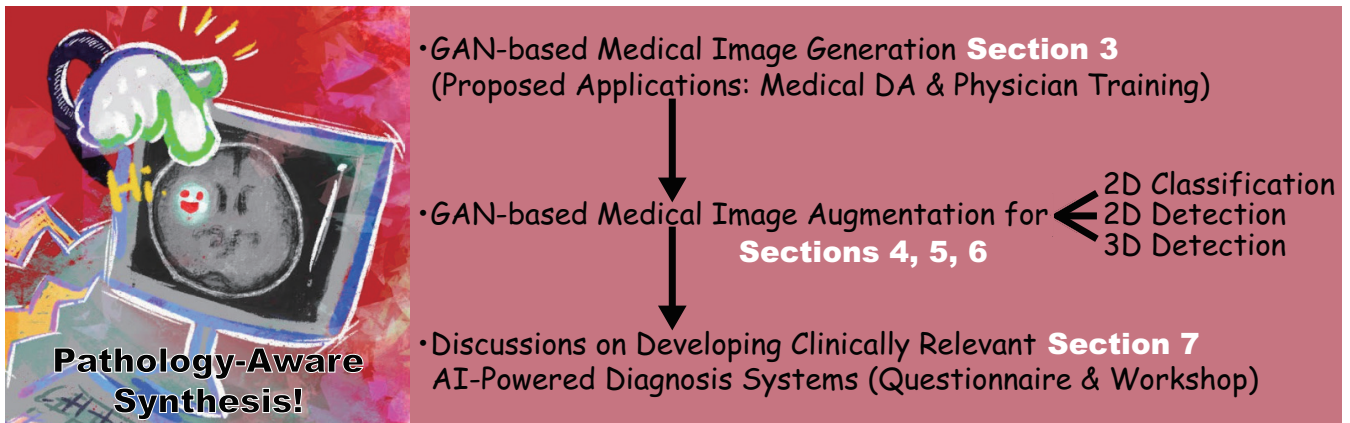 Hi
Pathology-Aware
Synthesis!
・GAN-based Medical Image Generation Section 3
(Proposed Applications: Medical DA & Physician Training)
・GAN-based Medical Image Augmentation for
2D Classification
2D Detection
3D Detection
Sections 4, 5, 6
・Discussions on Developing Clinically Relevant Section 7
AI-Powered Diagnosis Systems (Questionnaire & Workshop)